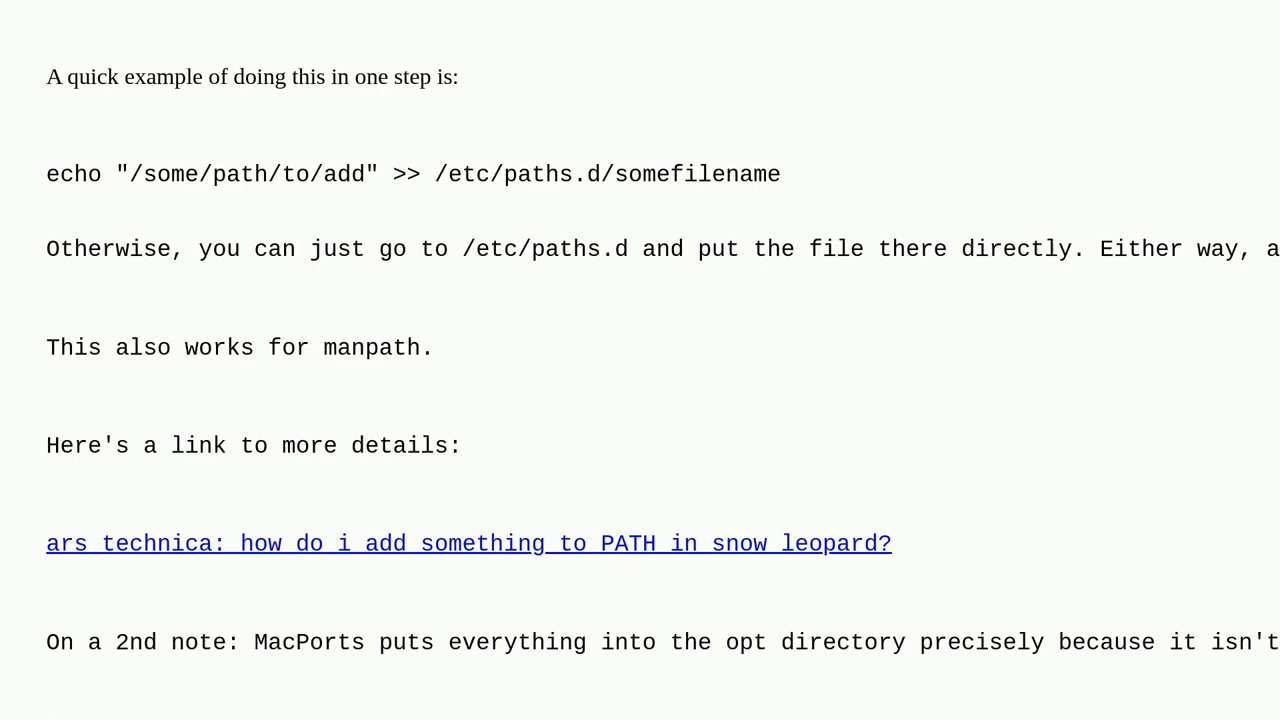 A quick example of doing this in one step is:
echo "/some/path/to/add" >> /etc/paths.d/somefilename
Otherwise, you can just go to /etc/paths.d and put the file there directly. Either way, a
This also works for manpath.
Here's a link to more details:
ars technica: how do i add something to PATH in snow leopard?
On a 2nd note: MacPorts puts everything into the opt directory precisely because it isn't